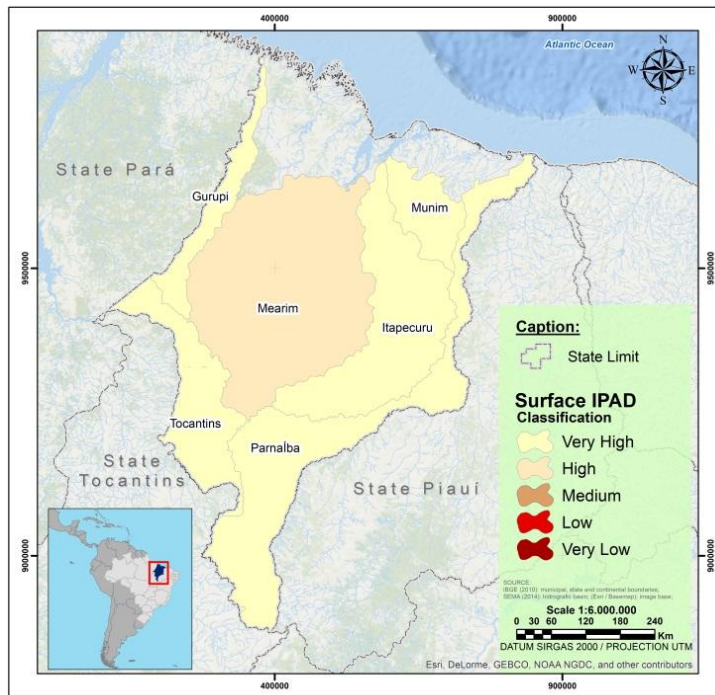 400000
900000
Atlantic Ocean
N
W
E
S
State Pará
Gurupi
Munim
9500000
9500000
Mearim
Itapecuru
Caption:
State Limit
Surface IPAD
Classification
Very High
High
Medium
Low
Very Low
Tocantins
Parnaíba
State
Tocantins
State Piauí
9000000
9000000
SOURCE:
IBGE (2010): municipal, state and continental boundaries;
SEMA (2014): hidrografic basin; (Esri / Basemap): image base;
Scale 1:6.000.000
0 30 60 120 180 240
Km
DATUM SIRGAS 2000 / PROJECTION UTM
Esri, DeLorme, GEBCO, NOAA NGDC, and other contributors
400000
900000